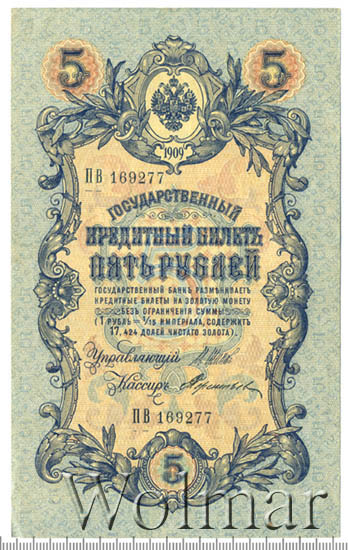 5 5
1909
ПВ 169277
ГОСУДАРСТВЕННЫЙ
КРЕДИТНЫЙ БИЛЕТЪ
ПЯТЬ РУБЛЕЙ
ГОСУДАРСТВЕННЫЙ БАНКЪ РАЗМѢНИВАЕТЪ
КРЕДИТНЫЕ БИЛЕТЫ НА ЗОЛОТУЮ МОНЕТУ
БЕЗЪ ОГРАНИЧЕНІЯ СУММЫ
(1 РУБЛЬ = 1/15 ИМПЕРІАЛА, СОДЕРЖИТЪ
17,424 ДОЛЕЙ ЧИСТАГО ЗОЛОТА).
Управляющій
Кассиръ
ПВ 169277
5
Wolmar